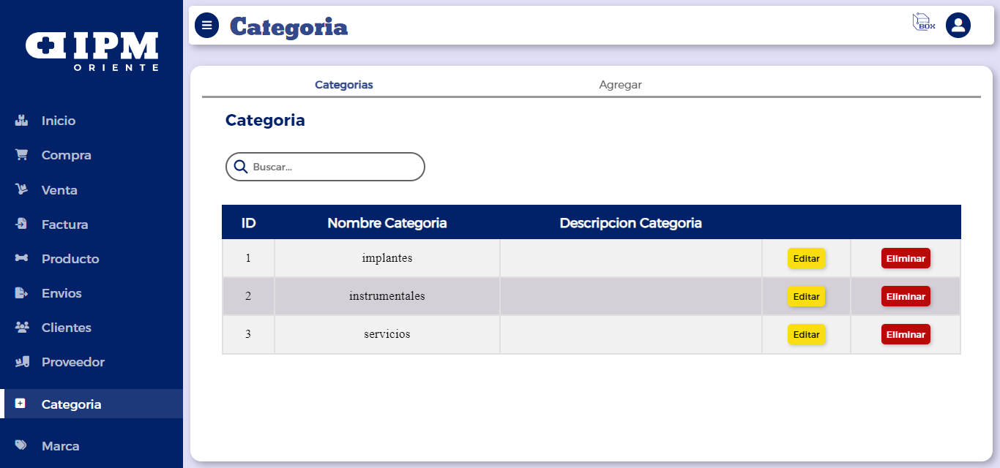 IPM
ORIENTE
Inicio
Compra
Venta
Factura
Producto
Envios
Clientes
Proveedor
Categoria
Marca
Categoria
BOX
Categorias Agregar
Categoria
Buscar...
ID Nombre Categoria Descripcion Categoria
1 implantes Editar Eliminar
2 instrumentales Editar Eliminar
3 servicios Editar Eliminar